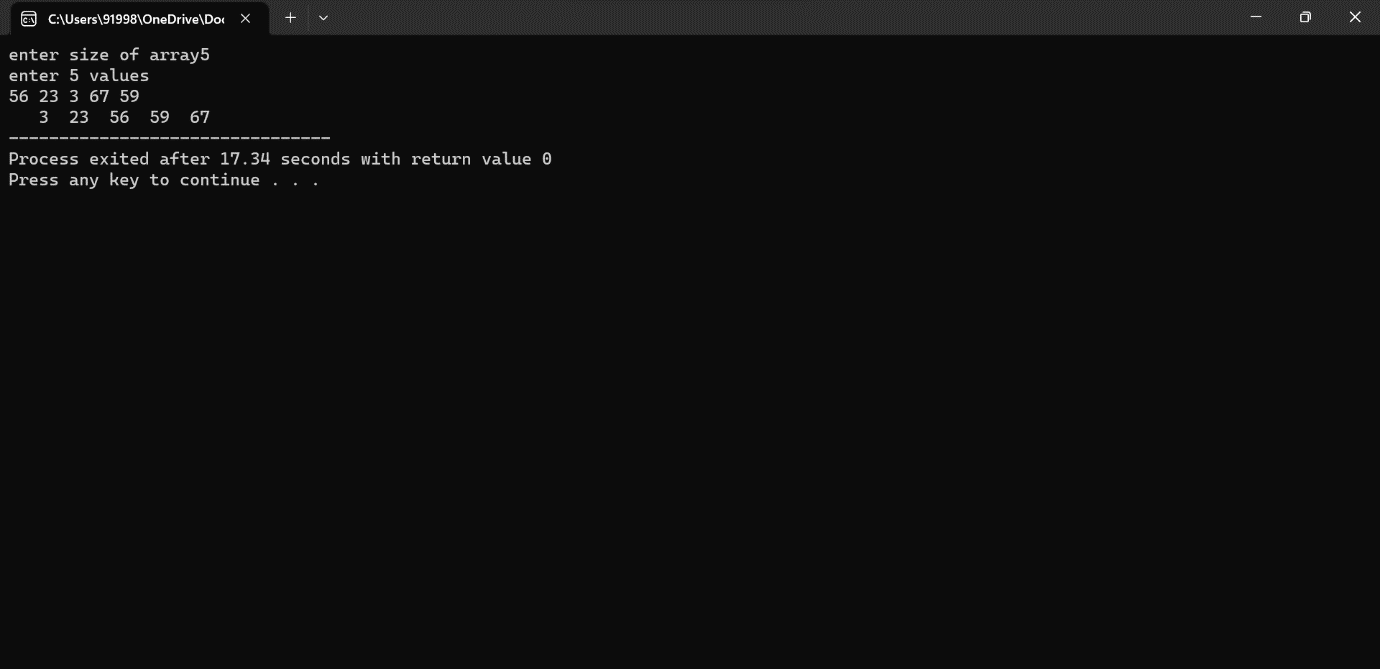 C:\Users\91998\OneDrive\Doc
enter size of array5
enter 5 values
56 23 3 67 59
   3  23  56  59  67
--------------------------------
Process exited after 17.34 seconds with return value 0
Press any key to continue . . .